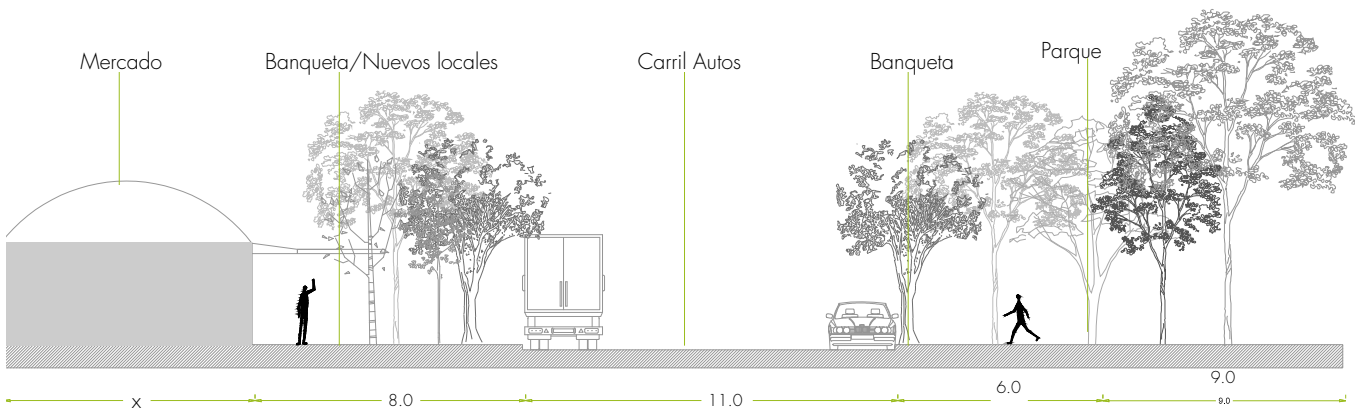 Mercado
Banqueta/Nuevos locales
Carril Autos
Banqueta
Parque
x
8.0
11.0
6.0
9.0
9.0